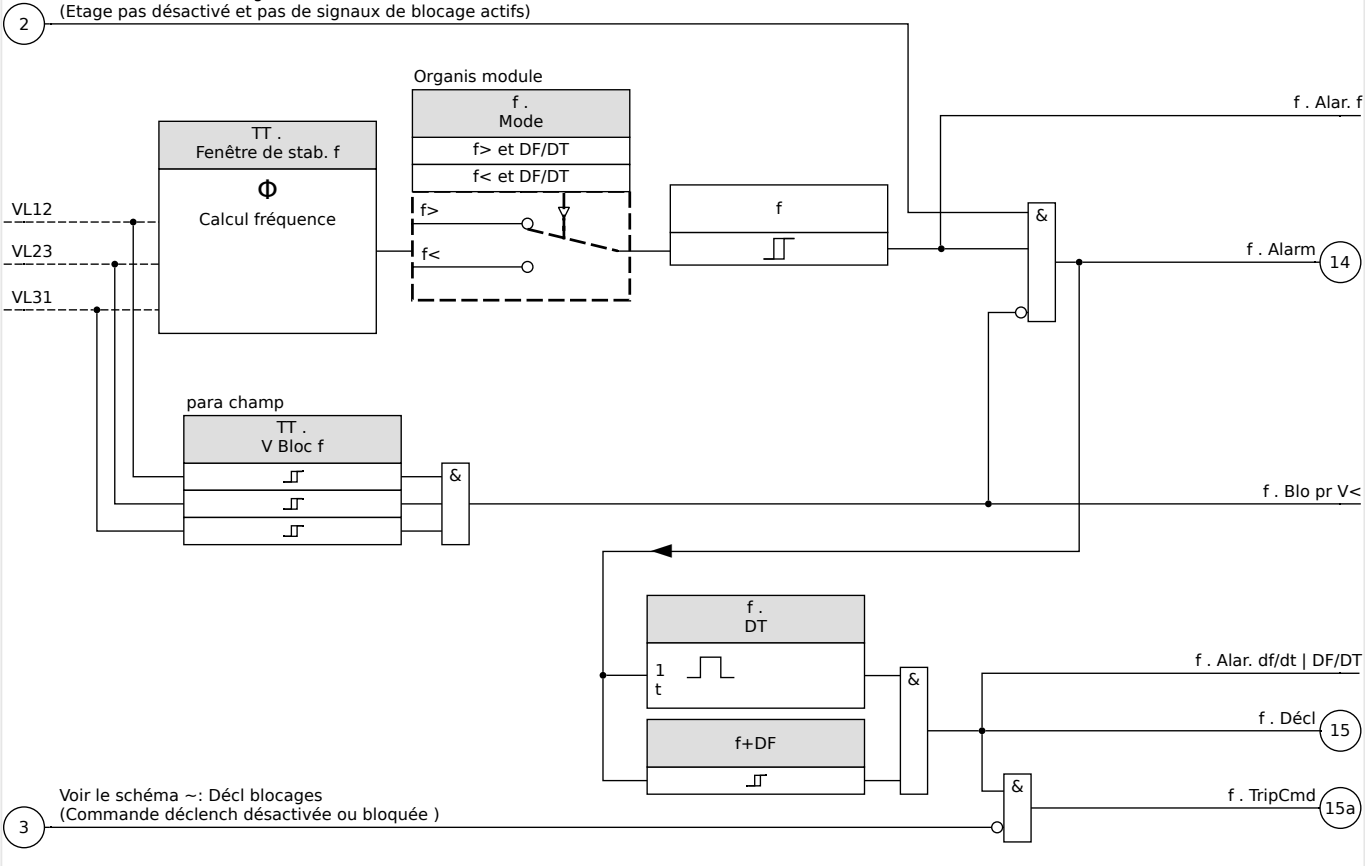 (Etage pas désactivé et pas de signaux de blocage actifs)
2
Organis module
f .
Mode
f> et DF/DT
f< et DF/DT
f>
f<
TT .
Fenêtre de stab. f
Φ
Calcul fréquence
VL12
VL23
VL31
f
&
f . Alar. f
f . Alarm
14
para champ
TT .
V Bloc f
&
f . Blo pr V<
f .
DT
1
t
f+DF
&
f . Alar. df/dt | DF/DT
f . Décl
15
&
f . TripCmd
15a
Voir le schéma ~: Décl blocages
(Commande déclench désactivée ou bloquée )
3